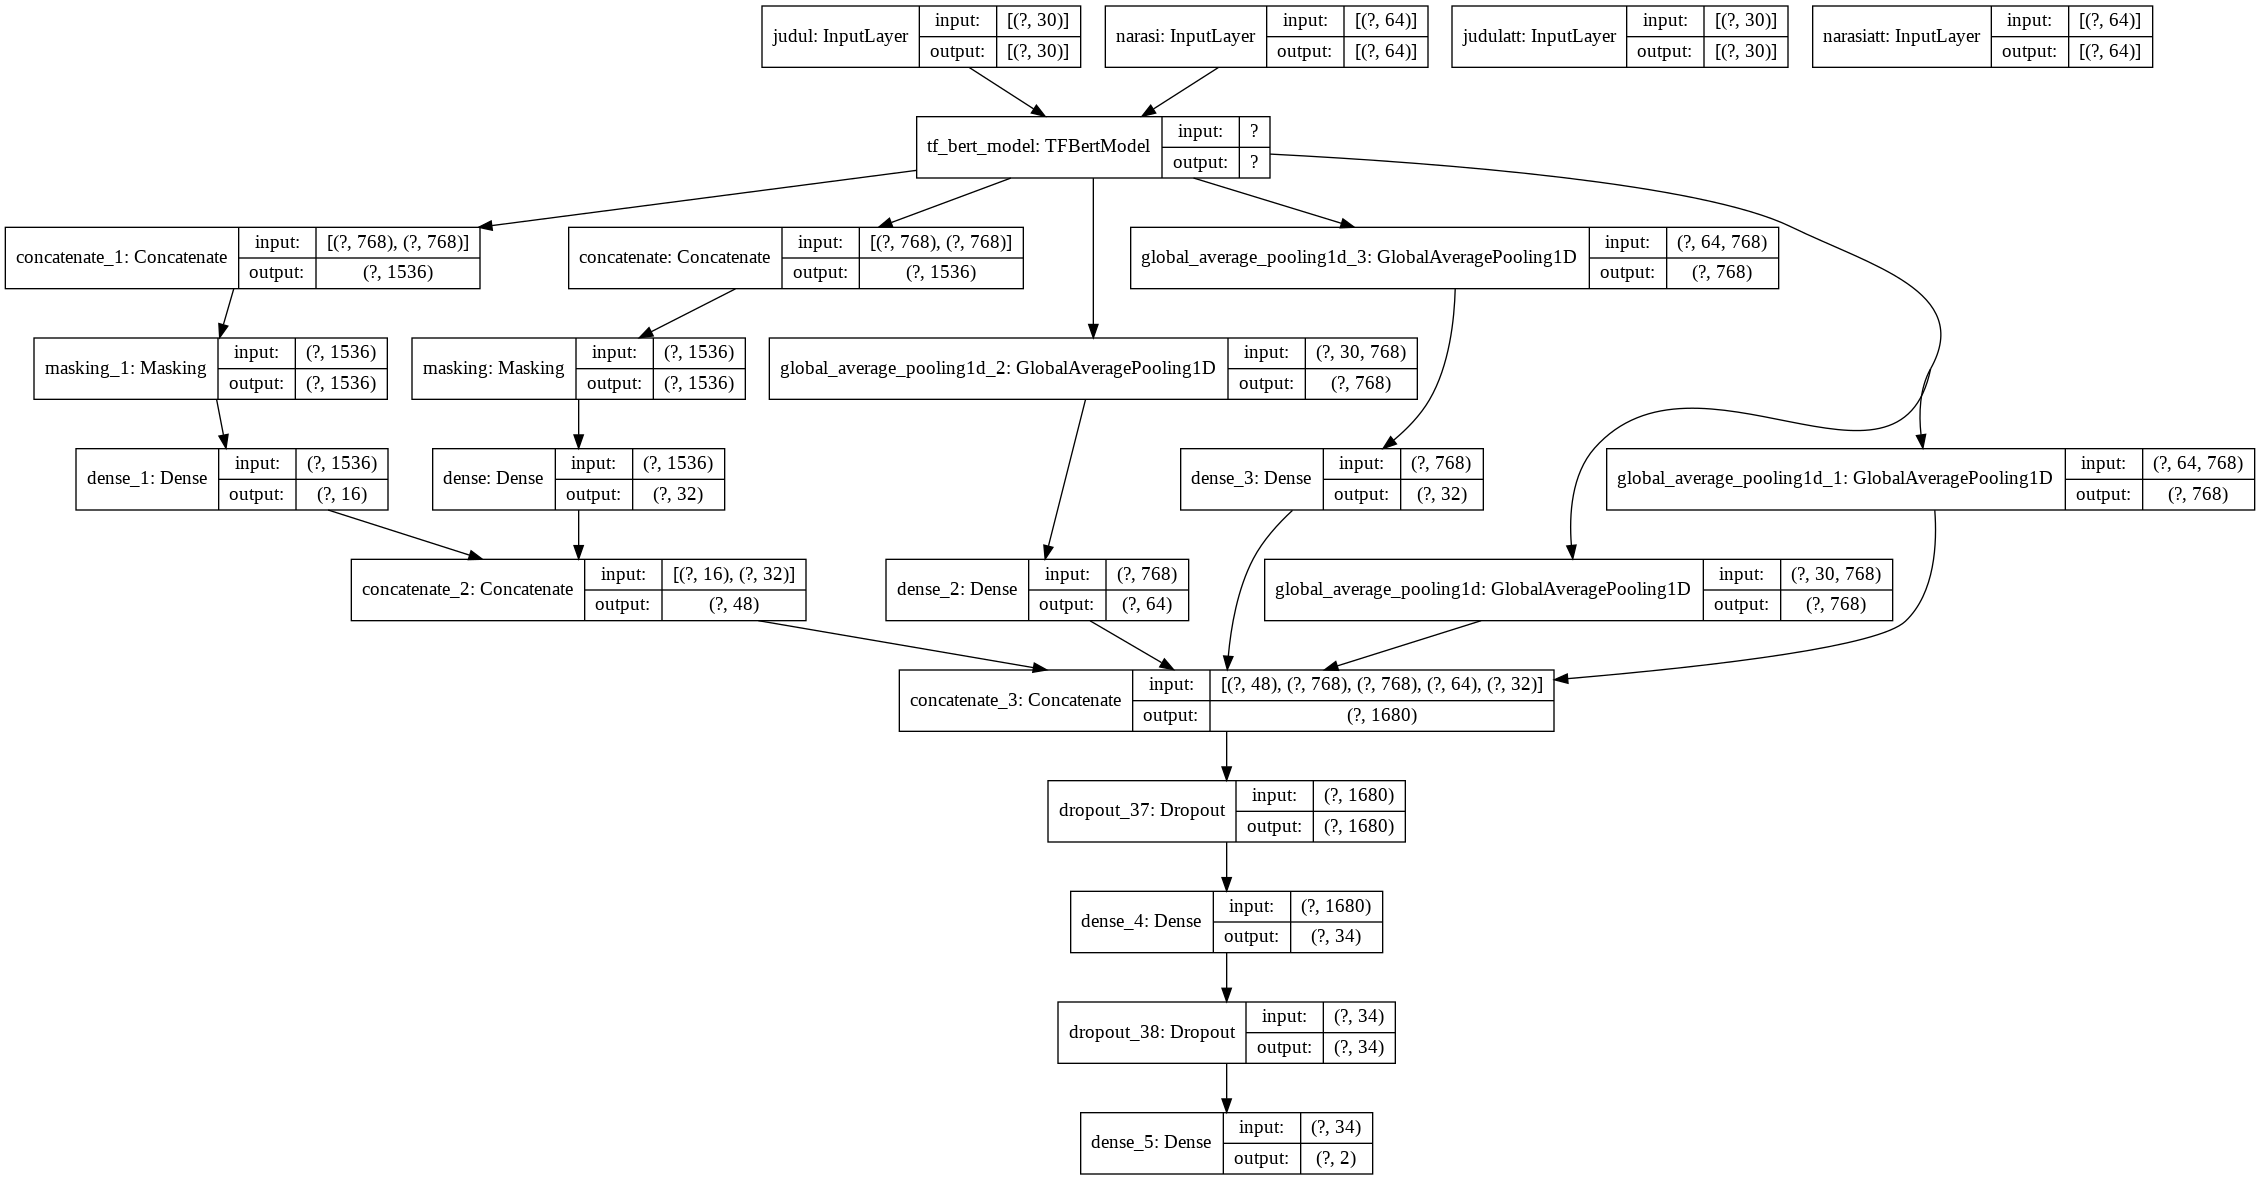 judul: InputLayer
input: [(?, 30)]
output: [(?, 30)]
narasi: InputLayer
input: [(?, 64)]
output: [(?, 64)]
judulatt: InputLayer
input: [(?, 30)]
output: [(?, 30)]
narasiatt: InputLayer
input: [(?, 64)]
output: [(?, 64)]
tf_bert_model: TFBertModel
input: ?
output: ?
concatenate_1: Concatenate
input: [(?, 768), (?, 768)]
output: (?, 1536)
concatenate: Concatenate
input: [(?, 768), (?, 768)]
output: (?, 1536)
global_average_pooling1d_3: GlobalAveragePooling1D
input: (?, 64, 768)
output: (?, 768)
masking_1: Masking
input: (?, 1536)
output: (?, 1536)
masking: Masking
input: (?, 1536)
output: (?, 1536)
global_average_pooling1d_2: GlobalAveragePooling1D
input: (?, 30, 768)
output: (?, 768)
dense_1: Dense
input: (?, 1536)
output: (?, 16)
dense: Dense
input: (?, 1536)
output: (?, 32)
dense_3: Dense
input: (?, 768)
output: (?, 32)
global_average_pooling1d_1: GlobalAveragePooling1D
input: (?, 64, 768)
output: (?, 768)
concatenate_2: Concatenate
input: [(?, 16), (?, 32)]
output: (?, 48)
dense_2: Dense
input: (?, 768)
output: (?, 64)
global_average_pooling1d: GlobalAveragePooling1D
input: (?, 30, 768)
output: (?, 768)
concatenate_3: Concatenate
input: [(?, 48), (?, 768), (?, 768), (?, 64), (?, 32)]
output: (?, 1680)
dropout_37: Dropout
input: (?, 1680)
output: (?, 1680)
dense_4: Dense
input: (?, 1680)
output: (?, 34)
dropout_38: Dropout
input: (?, 34)
output: (?, 34)
dense_5: Dense
input: (?, 34)
output: (?, 2)